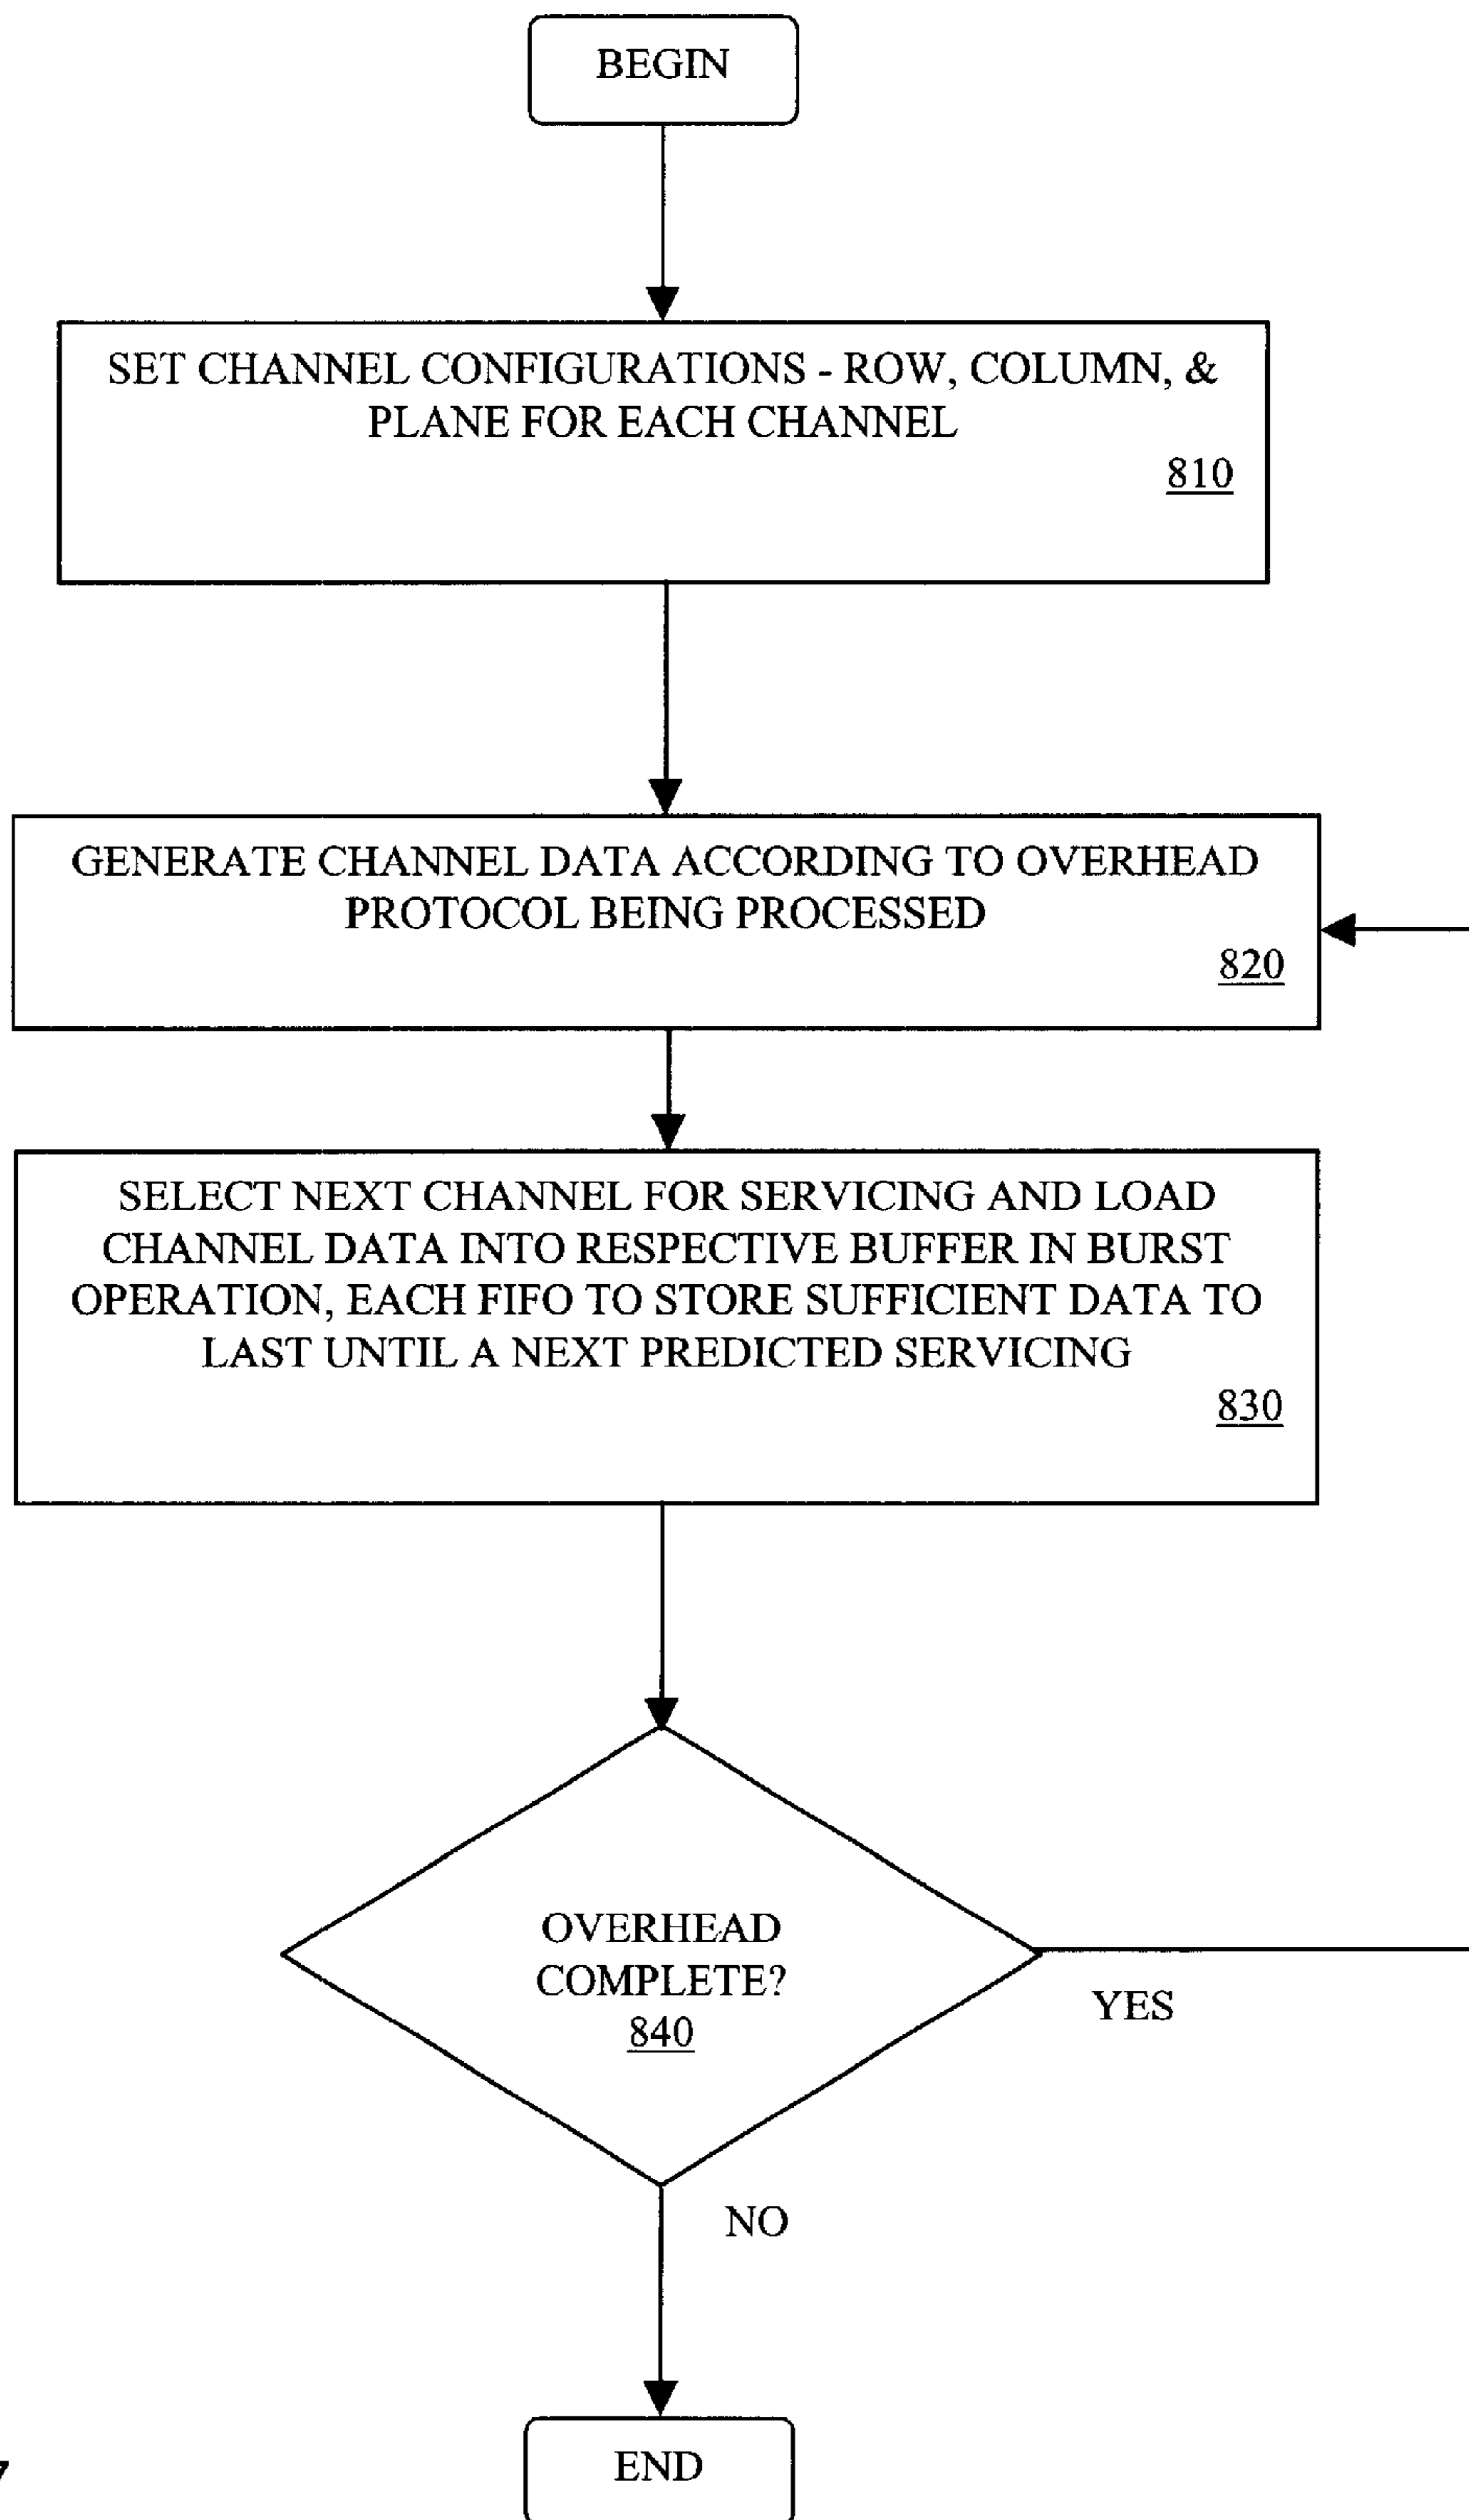 BEGIN
SET CHANNEL CONFIGURATIONS - ROW, COLUMN, &
PLANE FOR EACH CHANNEL
810
GENERATE CHANNEL DATA ACCORDING TO OVERHEAD
PROTOCOL BEING PROCESSED
820
SELECT NEXT CHANNEL FOR SERVICING AND LOAD
CHANNEL DATA INTO RESPECTIVE BUFFER IN BURST
OPERATION, EACH FIFO TO STORE SUFFICIENT DATA TO
LAST UNTIL A NEXT PREDICTED SERVICING
830
OVERHEAD
COMPLETE?
840
YES
NO
END